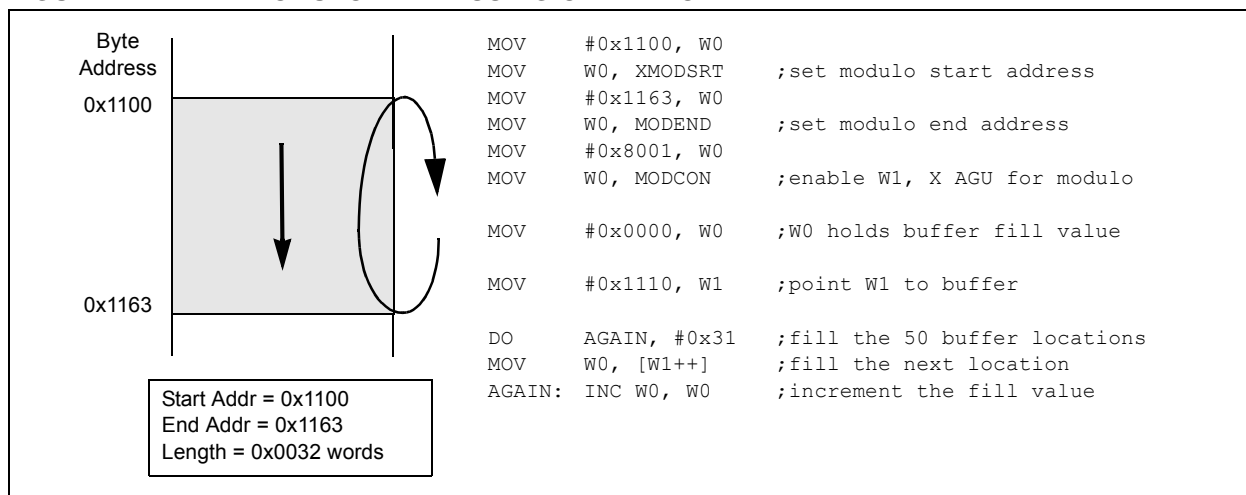 Byte
Address
0x1100
0x1163
Start Addr = 0x1100
End Addr = 0x1163
Length = 0x0032 words
MOV #0x1100, W0
MOV W0, XMODSRT ;set modulo start address
MOV #0x1163, W0
MOV W0, MODEND ;set modulo end address
MOV #0x8001, W0
MOV W0, MODCON ;enable W1, X AGU for modulo
MOV #0x0000, W0 ;W0 holds buffer fill value
MOV #0x1110, W1 ;point W1 to buffer
DO AGAIN, #0x31 ;fill the 50 buffer locations
MOV W0, [W1++] ;fill the next location
AGAIN: INC W0, W0 ;increment the fill value